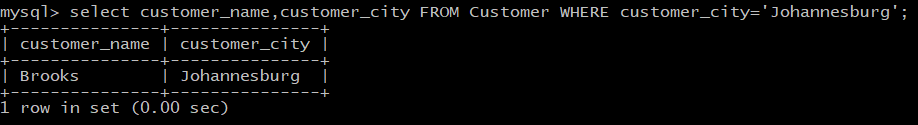 mysql> select customer_name,customer_city FROM Customer WHERE customer_city='Johannesburg';
+---------------+---------------+
| customer_name | customer_city |
+---------------+---------------+
| Brooks        | Johannesburg  |
+---------------+---------------+
1 row in set (0.00 sec)